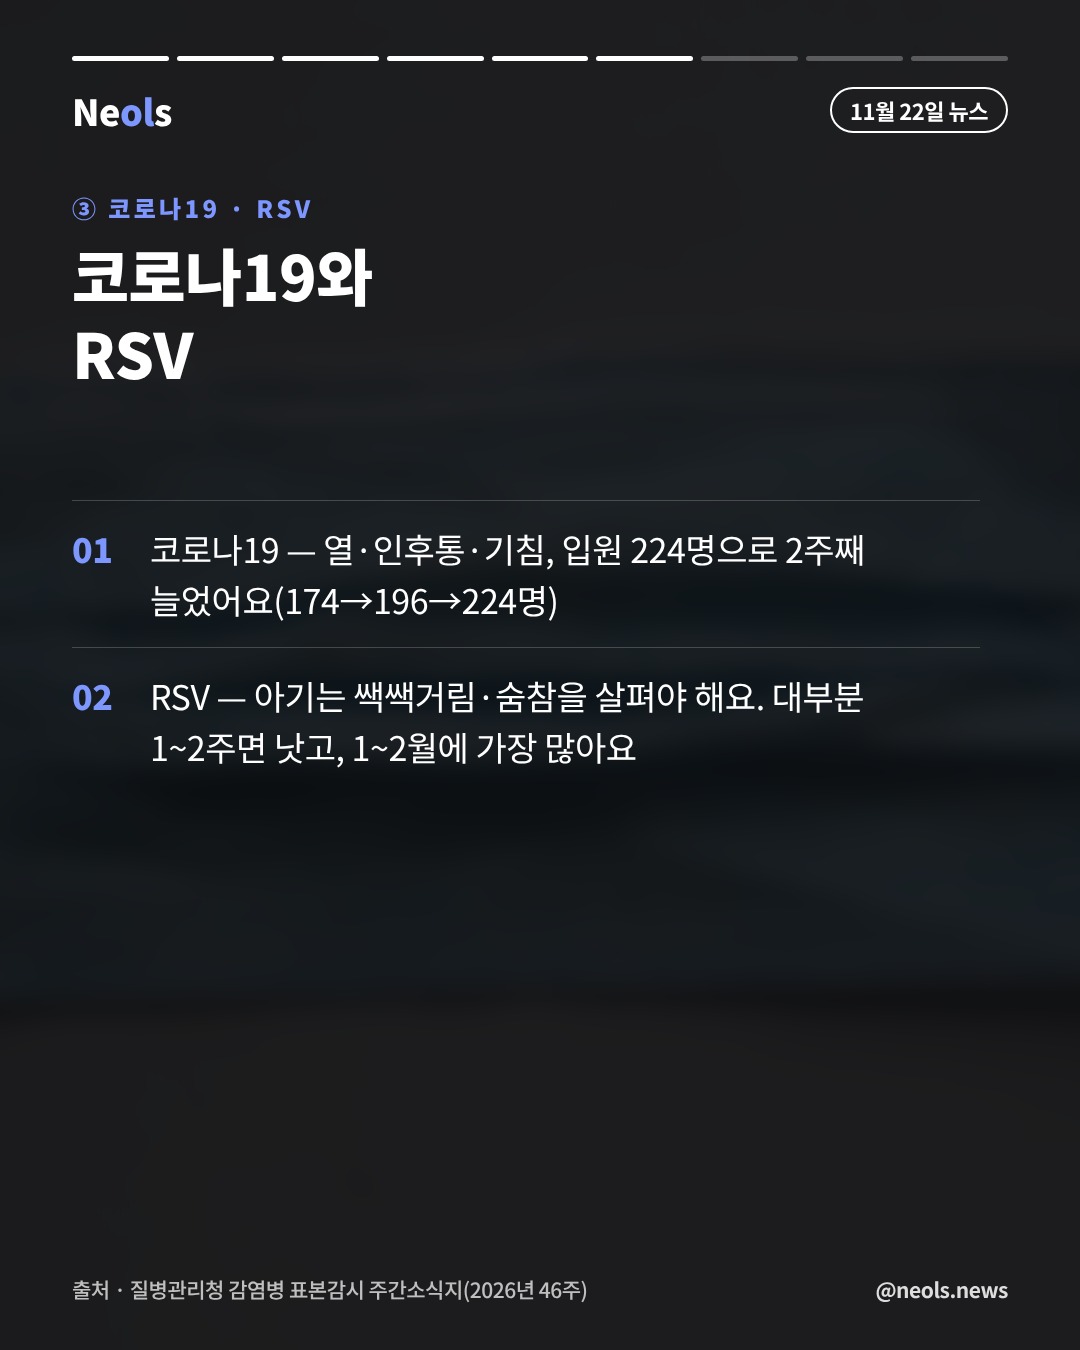 Neols
11월 22일 뉴스
③ 코로나19 · RSV
코로나19와
RSV
01 코로나19 — 열·인후통·기침, 입원 224명으로 2주째
늘었어요(174→196→224명)
02 RSV — 아기는 쌕쌕거림·숨참을 살펴야 해요. 대부분
1~2주면 낫고, 1~2월에 가장 많아요
출처 · 질병관리청 감염병 표본감시 주간소식지(2026년 46주)
@neols.news